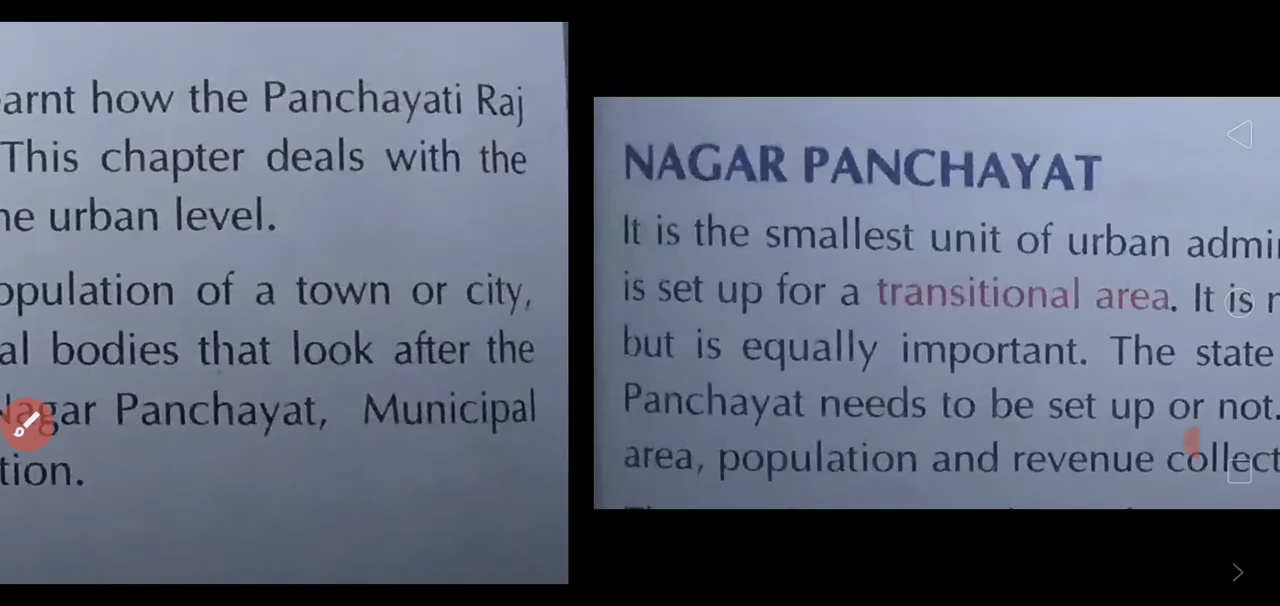 arnt how the Panchayati Raj
This chapter deals with the
ne urban level.
opulation of a town or city,
al bodies that look after the
agar Panchayat, Municipal
tion.
NAGAR PANCHAYAT
It is the smallest unit of urban admin
is set up for a transitional area. It is
but is equally important. The state
Panchayat needs to be set up or not.
area, population and revenue collect